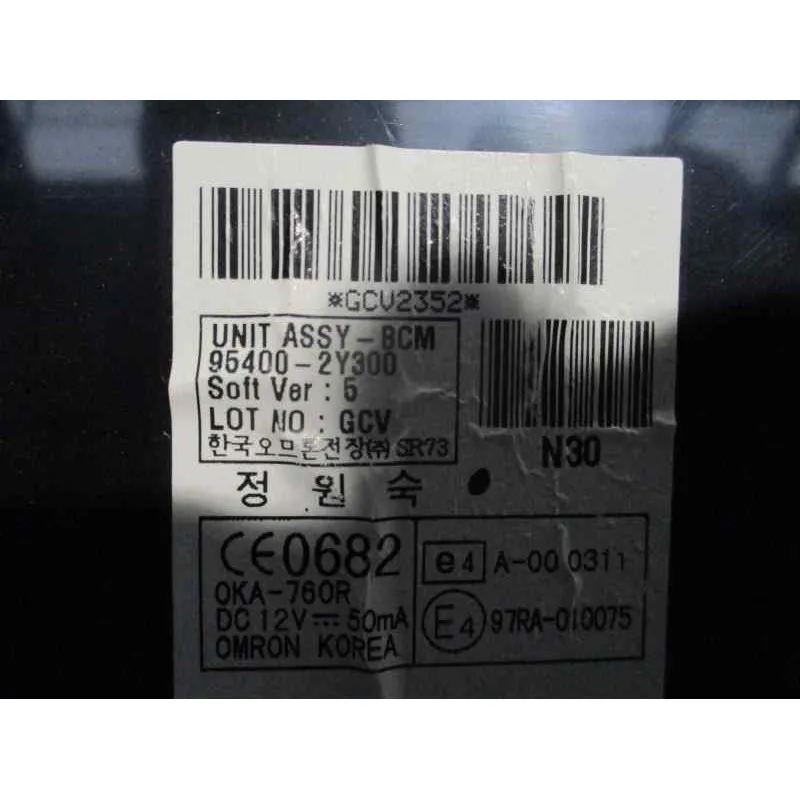 *GCV2352*
UNIT ASSY-BCM
95400-2Y300
Soft Ver : 5
LOT NO : GCV
한국오므론전장(주) SR73
N30
정 원 숙
CE0682
OKA-760R
DC 12V ⎓ 50mA
OMRON KOREA
e4 A-00 0311
E4 97RA-010075